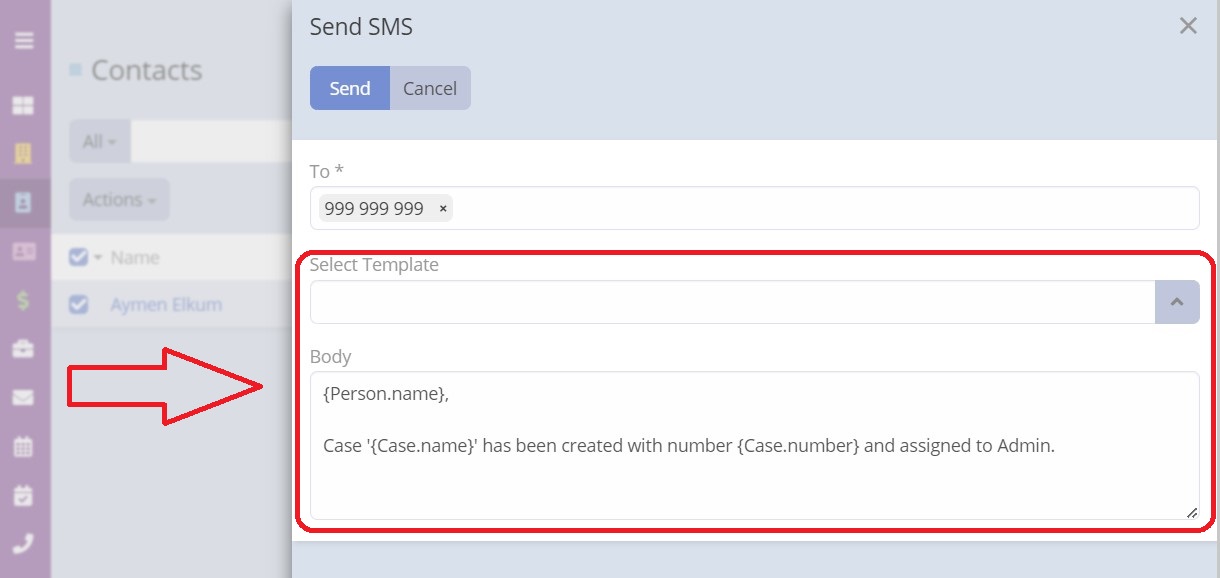 Send SMS
Contacts
Send Cancel
All
To *
Actions
999 999 999 ×
Name
Select Template
Aymen Elkum
Body
{Person.name},
Case '{Case.name}' has been created with number {Case.number} and assigned to Admin.